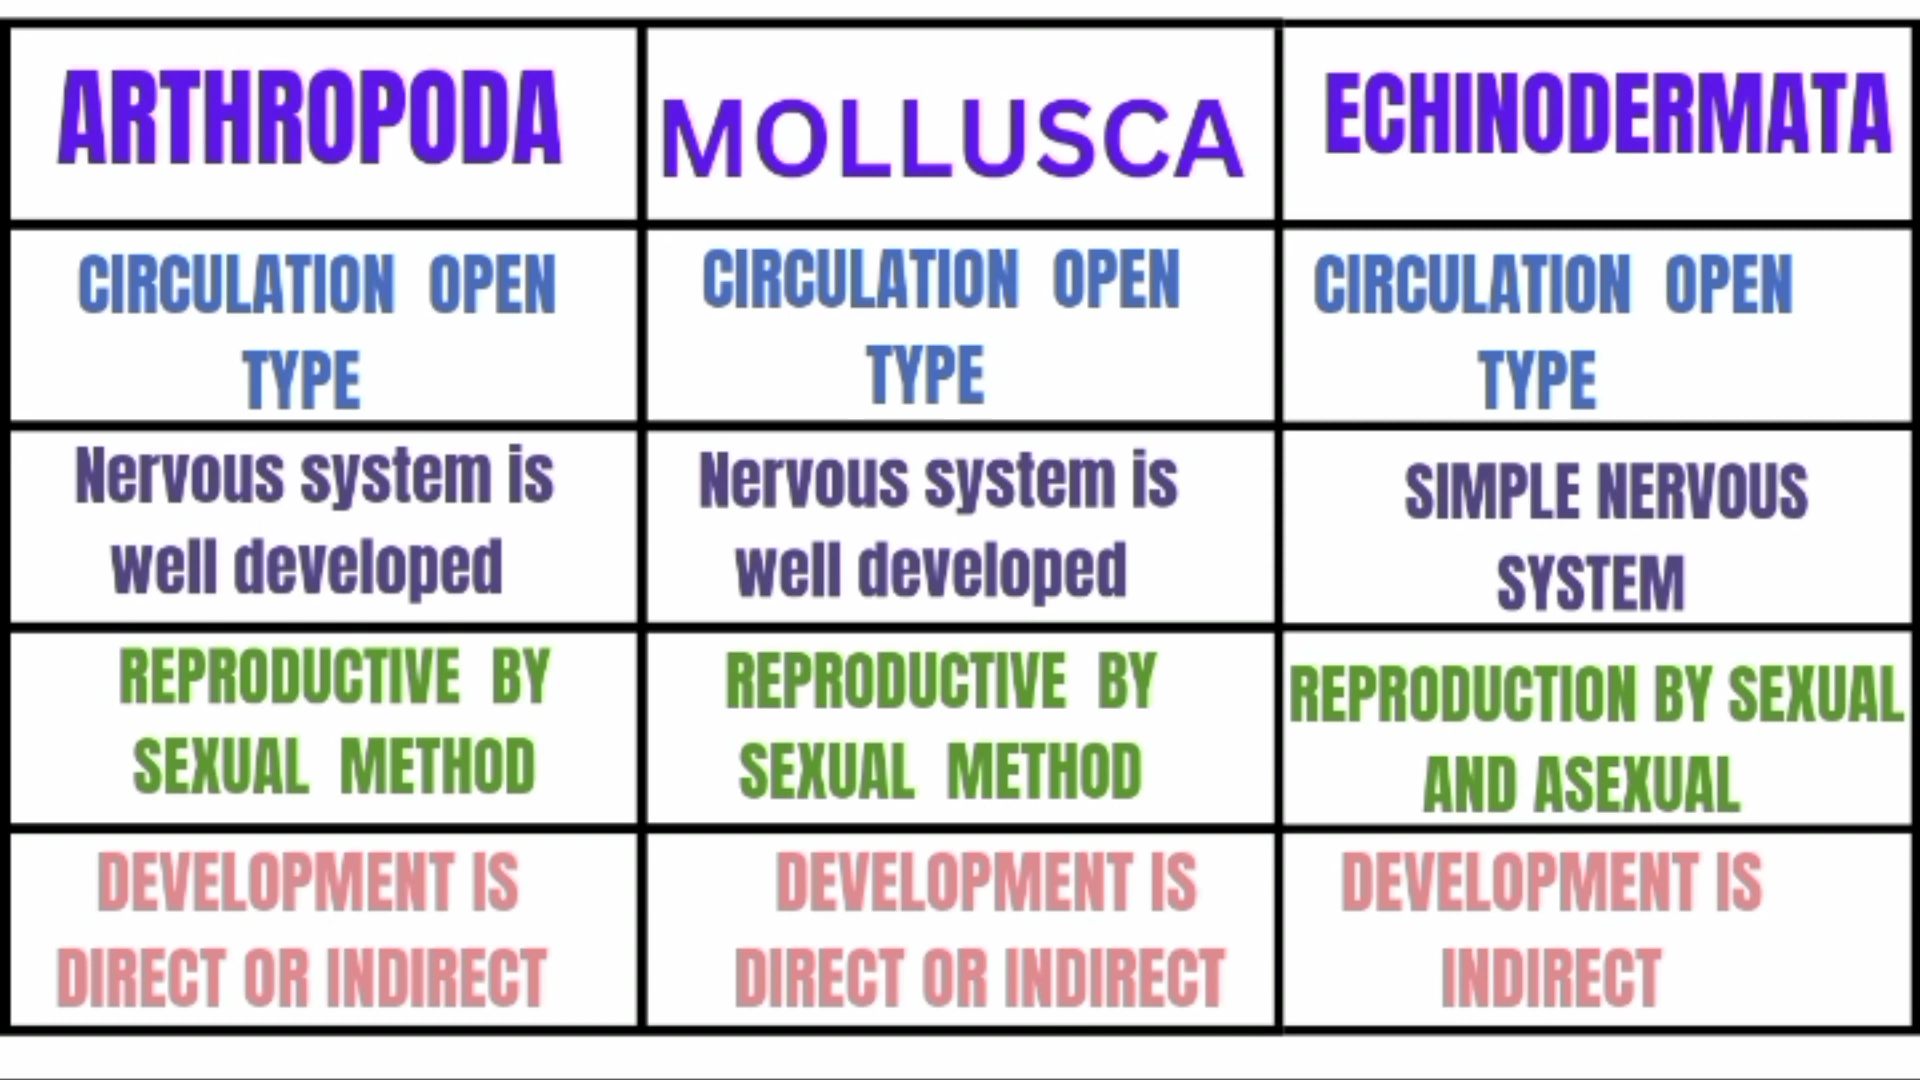 ARTHROPODA
MOLLUSCA
ECHINODERMATA
CIRCULATION OPEN
TYPE
CIRCULATION OPEN
TYPE
CIRCULATION OPEN
TYPE
Nervous system is
well developed
Nervous system is
well developed
SIMPLE NERVOUS
SYSTEM
REPRODUCTIVE BY
SEXUAL METHOD
REPRODUCTIVE BY
SEXUAL METHOD
REPRODUCTION BY SEXUAL
AND ASEXUAL
DEVELOPMENT IS
DIRECT OR INDIRECT
DEVELOPMENT IS
DIRECT OR INDIRECT
DEVELOPMENT IS
INDIRECT